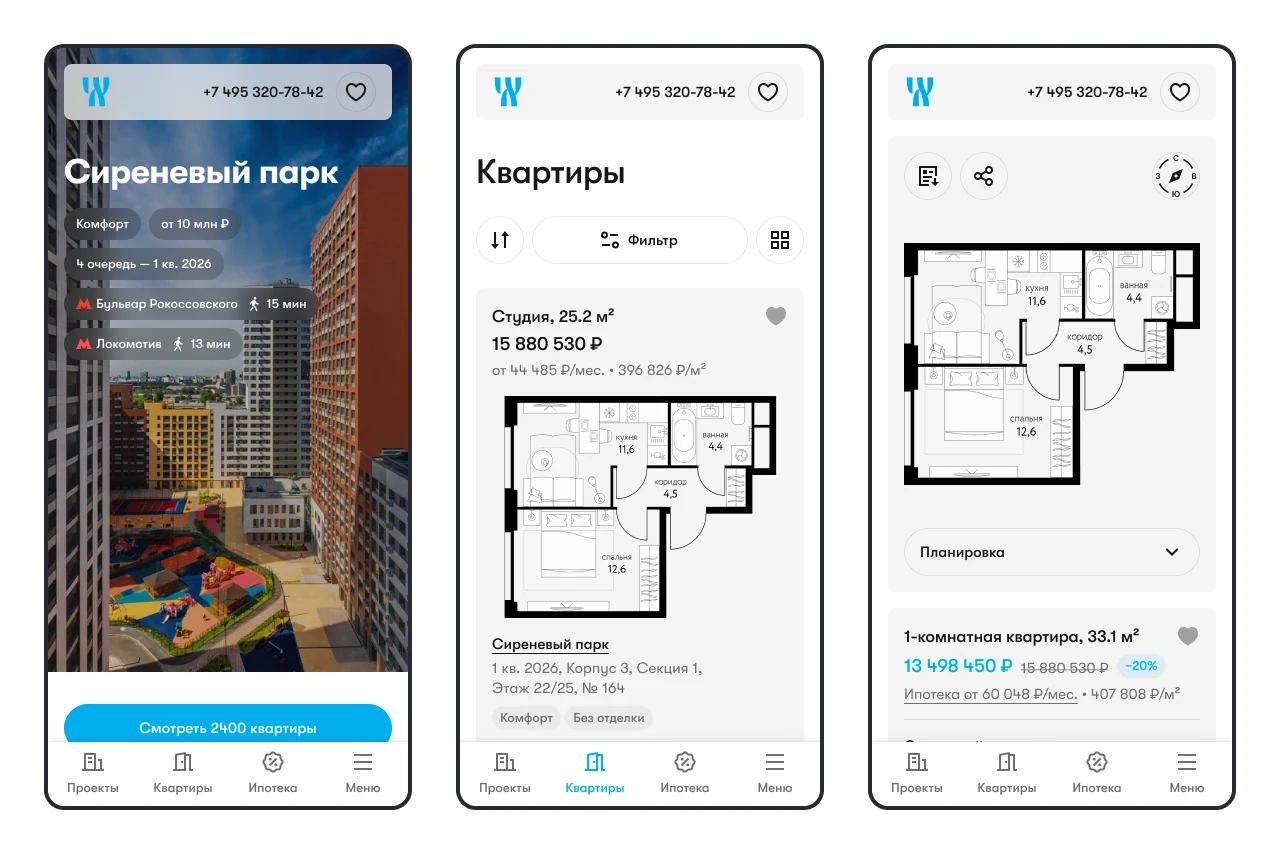 +7 495 320-78-42
Сиреневый парк
Комфорт
от 10 млн ₽
4 очередь — 1 кв. 2026
Бульвар Рокоссовского 15 мин
Локомотив 13 мин
Смотреть 2400 квартиры
Проекты
Квартиры
Ипотека
Меню
+7 495 320-78-42
Квартиры
Фильтр
Студия, 25.2 м²
15 880 530 ₽
от 44 485 ₽/мес. • 396 826 ₽/м²
кухня
11,6
ванная
4,4
коридор
4,5
спальня
12,6
Сиреневый парк
1 кв. 2026, Корпус 3, Секция 1,
Этаж 22/25, № 164
Комфорт
Без отделки
Проекты
Квартиры
Ипотека
Меню
+7 495 320-78-42
С
З
В
Ю
кухня
11,6
ванная
4,4
коридор
4,5
спальня
12,6
Планировка
1-комнатная квартира, 33.1 м²
13 498 450 ₽ 15 880 530 ₽ -20%
Ипотека от 60 048 ₽/мес. • 407 808 ₽/м²
Проекты
Квартиры
Ипотека
Меню